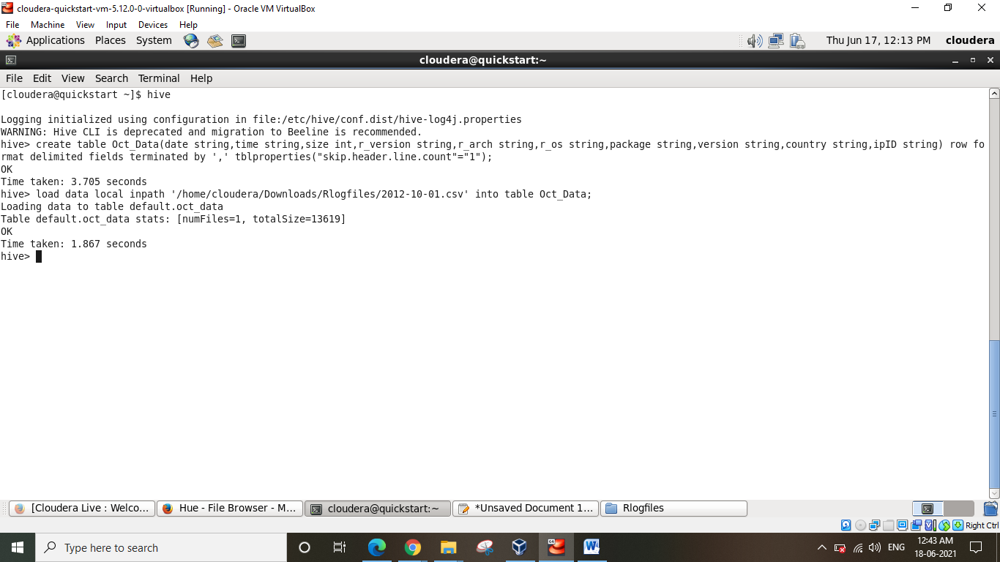 cloudera-quickstart-vm-5.12.0-0-virtualbox [Running] - Oracle VM VirtualBox
File Machine View Input Devices Help
Applications Places System Thu Jun 17, 12:13 PM cloudera
cloudera@quickstart:~
File Edit View Search Terminal Help
[cloudera@quickstart ~]$ hive
Logging initialized using configuration in file:/etc/hive/conf.dist/hive-log4j.properties
WARNING: Hive CLI is deprecated and migration to Beeline is recommended.
hive> create table Oct_Data(date string,time string,size int,r_version string,r_arch string,r_os string,package string,version string,country string,ipID string) row fo
rmat delimited fields terminated by ',' tblproperties("skip.header.line.count"="1");
OK
Time taken: 3.705 seconds
hive> load data local inpath '/home/cloudera/Downloads/Rlogfiles/2012-10-01.csv' into table Oct_Data;
Loading data to table default.oct_data
Table default.oct_data stats: [numFiles=1, totalSize=13619]
OK
Time taken: 1.867 seconds
hive>
[Cloudera Live : Welco... Hue - File Browser - M... cloudera@quickstart:~ *Unsaved Document 1... Rlogfiles
Right Ctrl
Type here to search ENG 12:43 AM
18-06-2021